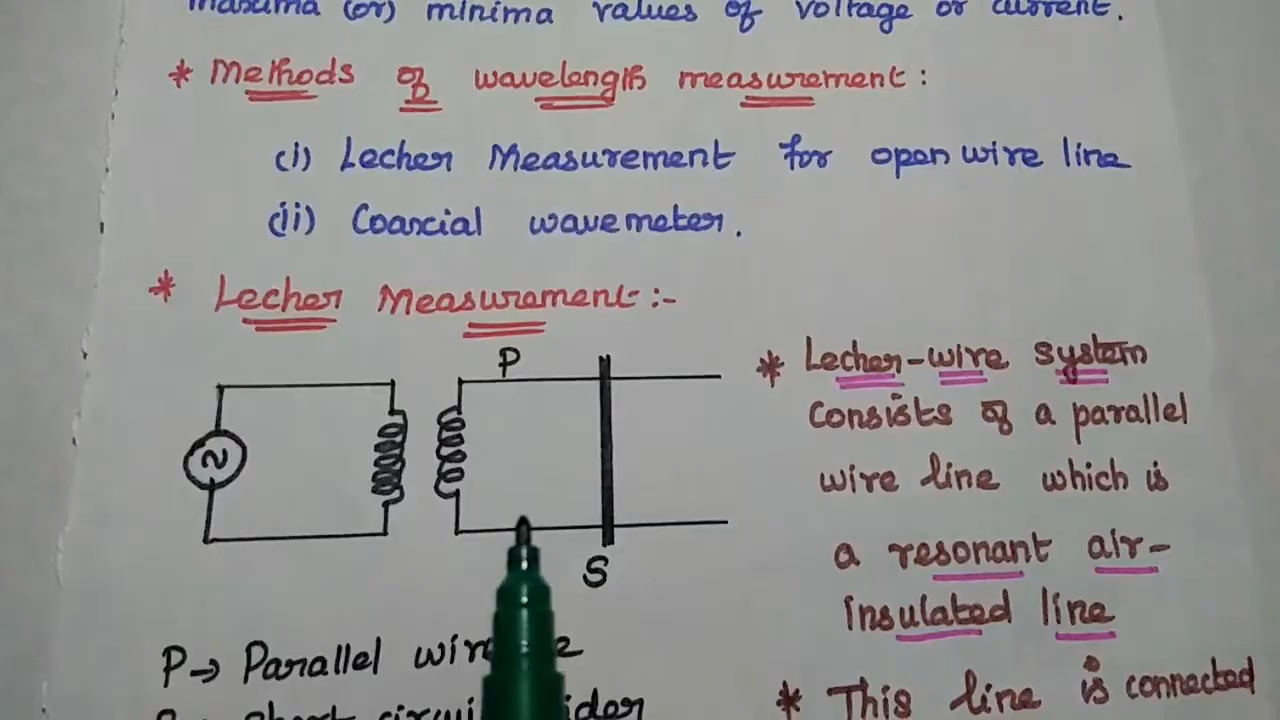 maxima (or) minima values of voltage or current.
* Methods of wavelength measurement:
(i) Lecher Measurement for open wire line
(ii) Coaxial wavemeter.
* Lecher Measurement:-
P
S
P→ Parallel wire
short
* Lecher-wire system
consists of a parallel
wire line which is
a resonant air-
insulated line
* This line is connected